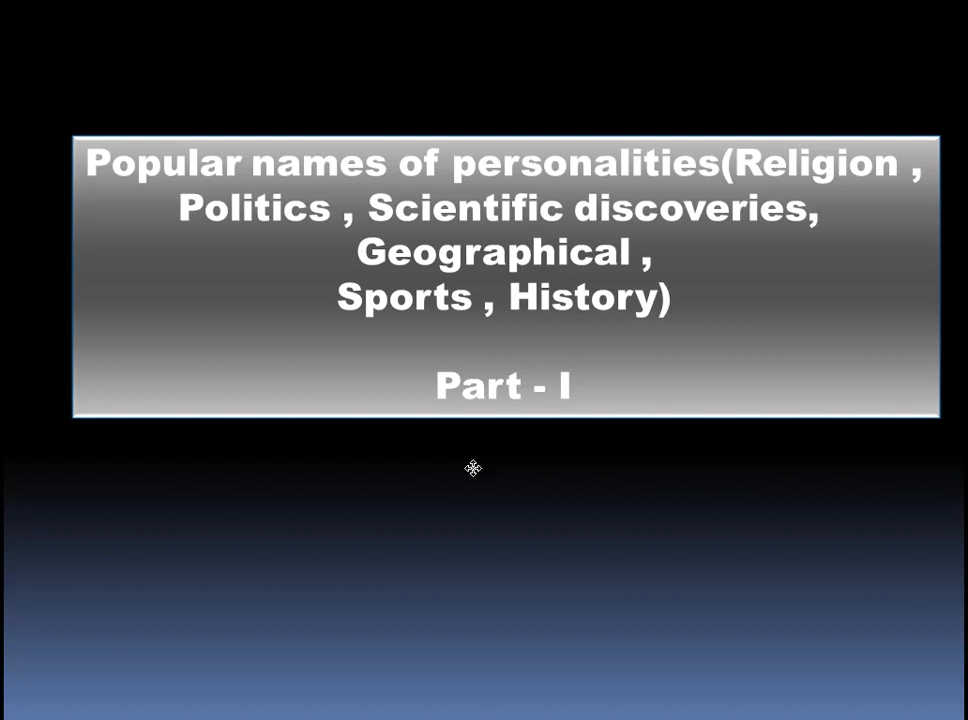 Popular names of personalities(Religion ,
Politics , Scientific discoveries,
Geographical ,
Sports , History)
Part - I